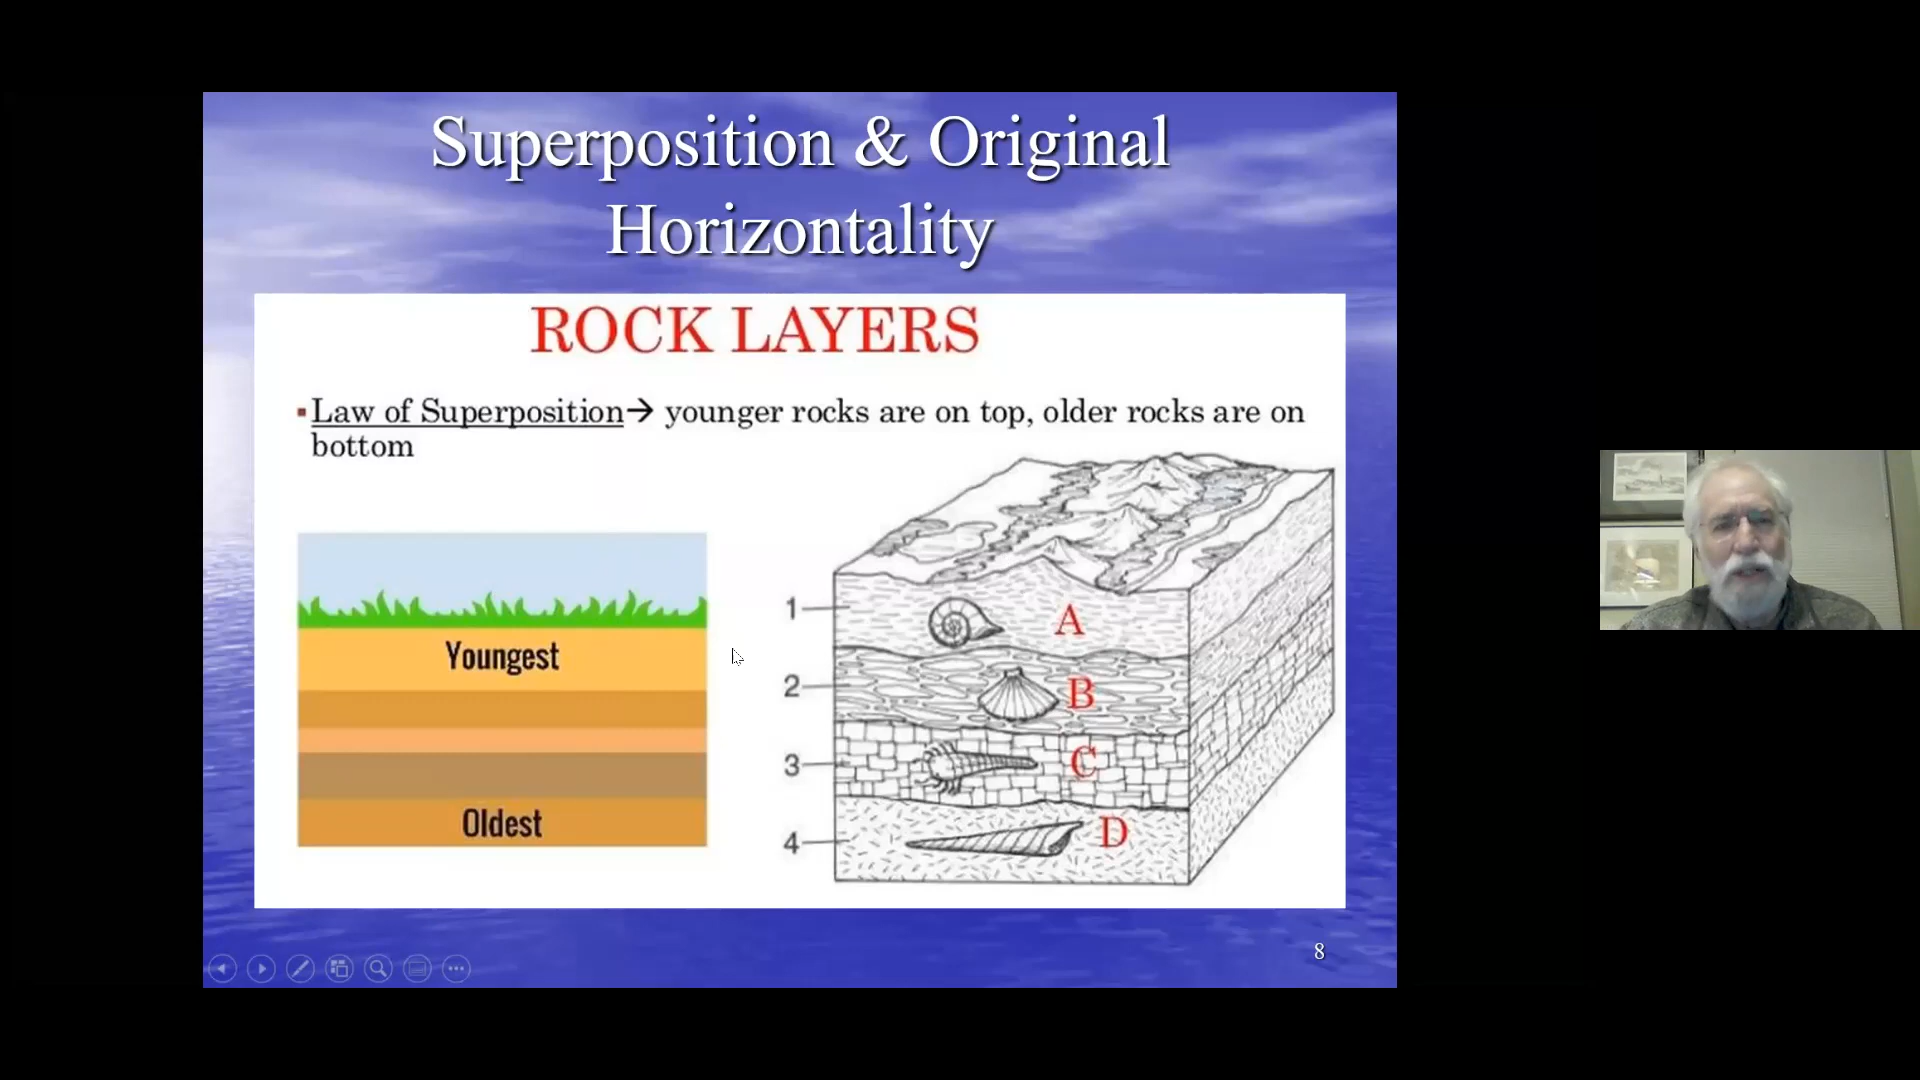 Superposition & Original
Horizontality
ROCK LAYERS
▪Law of Superposition→ younger rocks are on top, older rocks are on
bottom
Youngest
Oldest
1
A
2
B
3
C
4
D
8